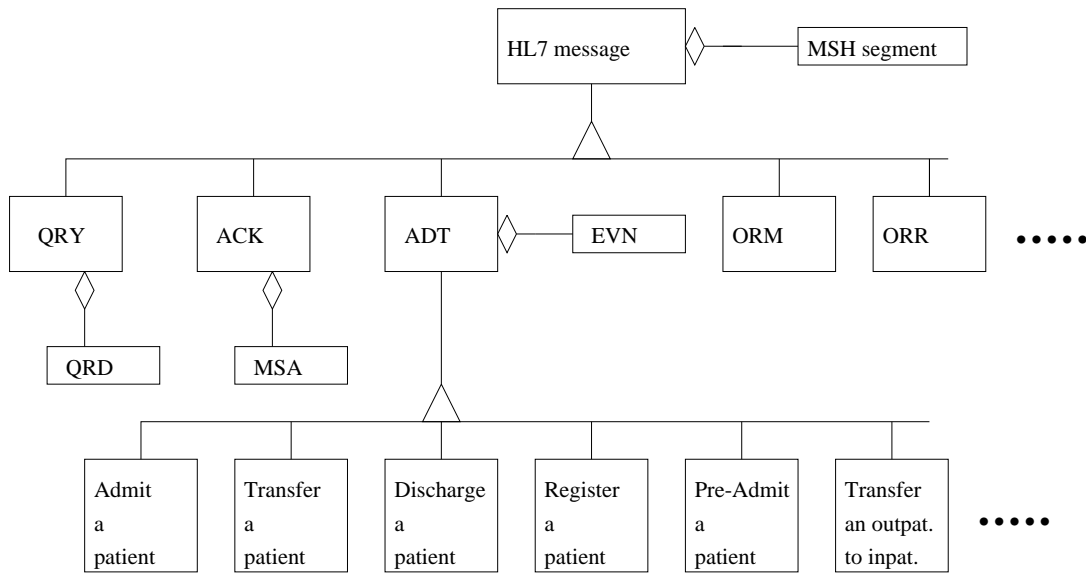 HL7 message
MSH segment
QRY
ACK
ADT
EVN
ORM
ORR
QRD
MSA
Admit
a
patient
Transfer
a
patient
Discharge
a
patient
Register
a
patient
Pre-Admit
a
patient
Transfer
an outpat.
to inpat.